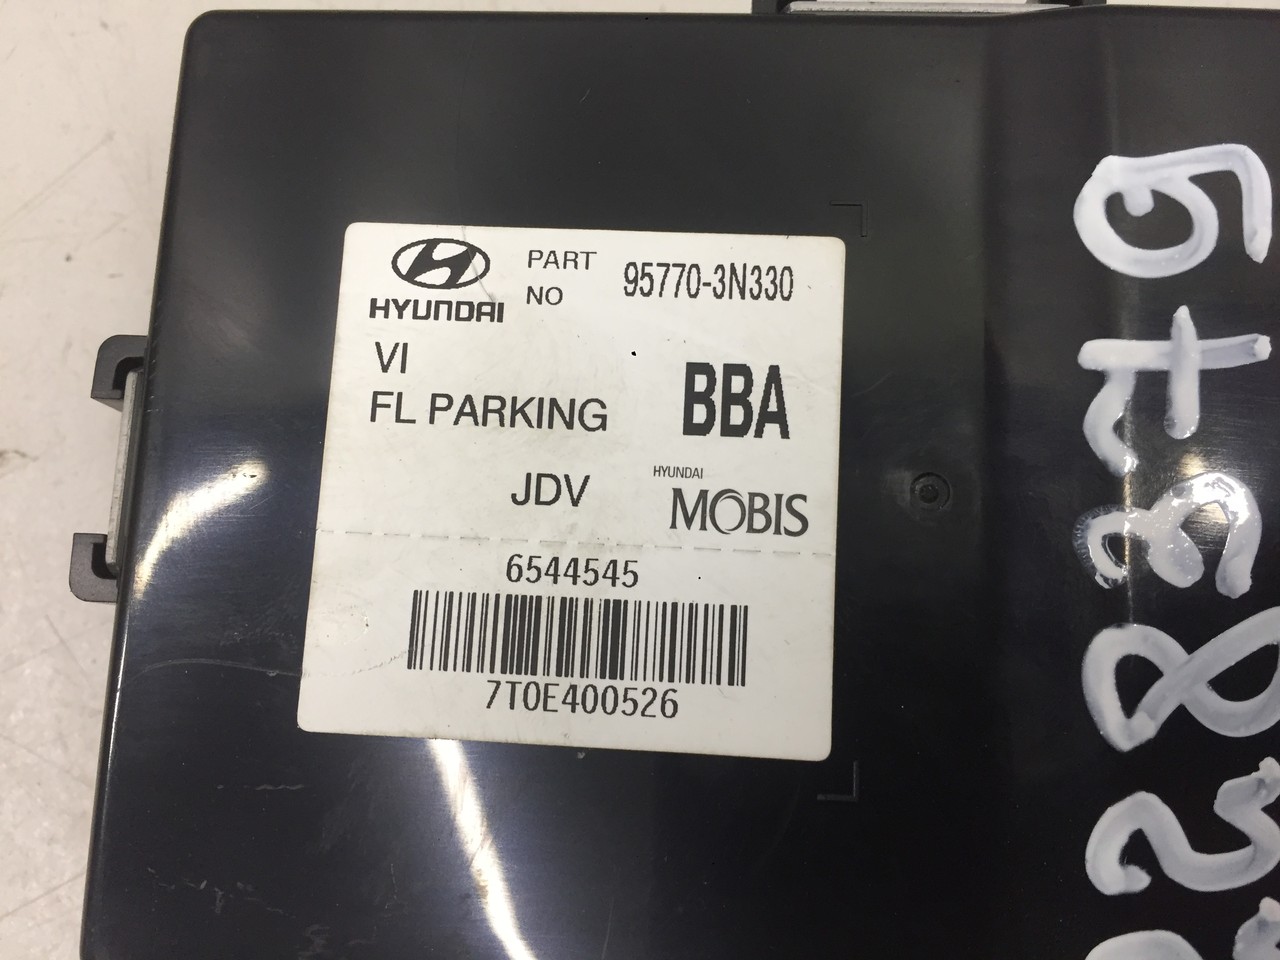 PART NO 95770-3N330
HYUNDAI
VI
FL PARKING
BBA
JDV
HYUNDAI
MOBIS
6544545
7T0E400526